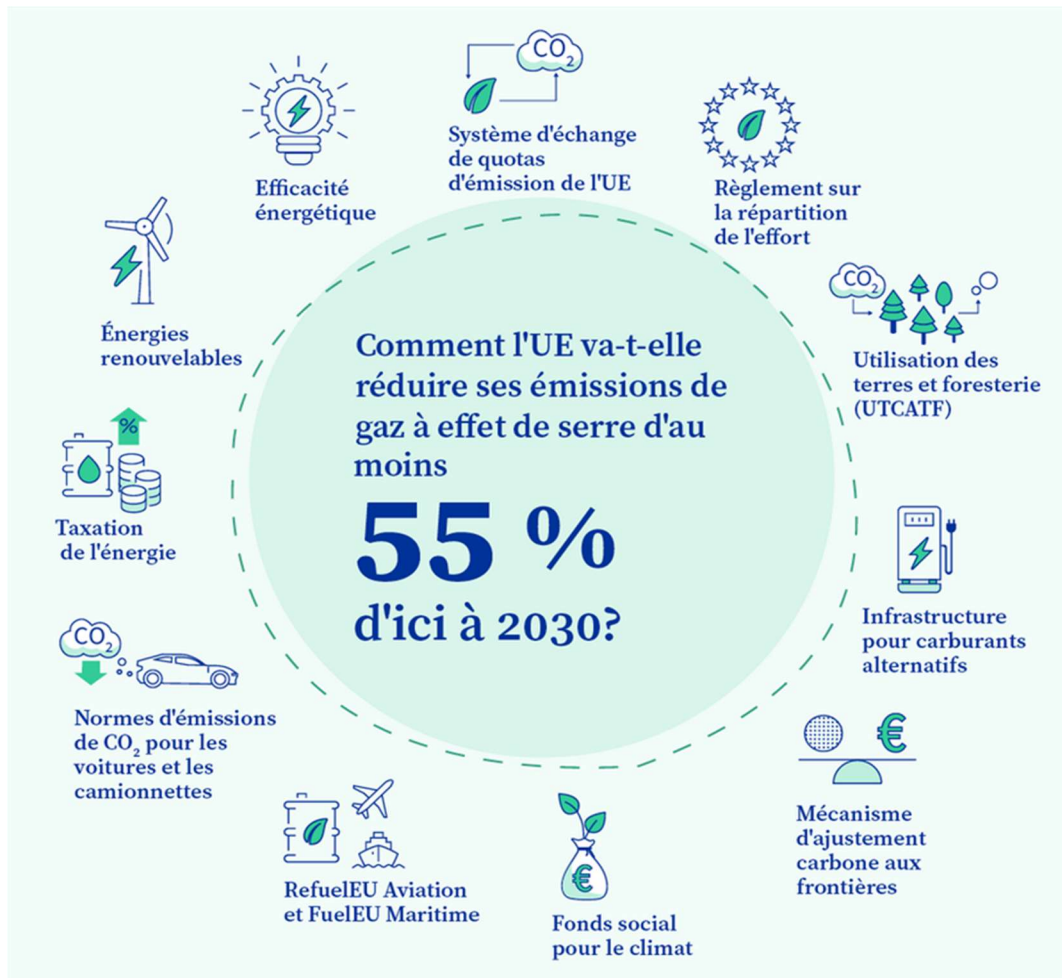 CO2
Système d'échange
de quotas
d'émission de l'UE
Règlement sur
la répartition
de l'effort
CO2
Utilisation des
terres et foresterie
(UTCATF)
Infrastructure
pour carburants
alternatifs
€
Mécanisme
d'ajustement
carbone aux
frontières
€
Fonds social
pour le climat
RefuelEU Aviation
et FuelEU Maritime
CO2
Normes d'émissions
de CO2 pour les
voitures et les
camionnettes
%
Taxation
de l'énergie
Énergies
renouvelables
Efficacité
énergétique
Comment l'UE va-t-elle
réduire ses émissions de
gaz à effet de serre d'au
moins
55 %
d'ici à 2030?